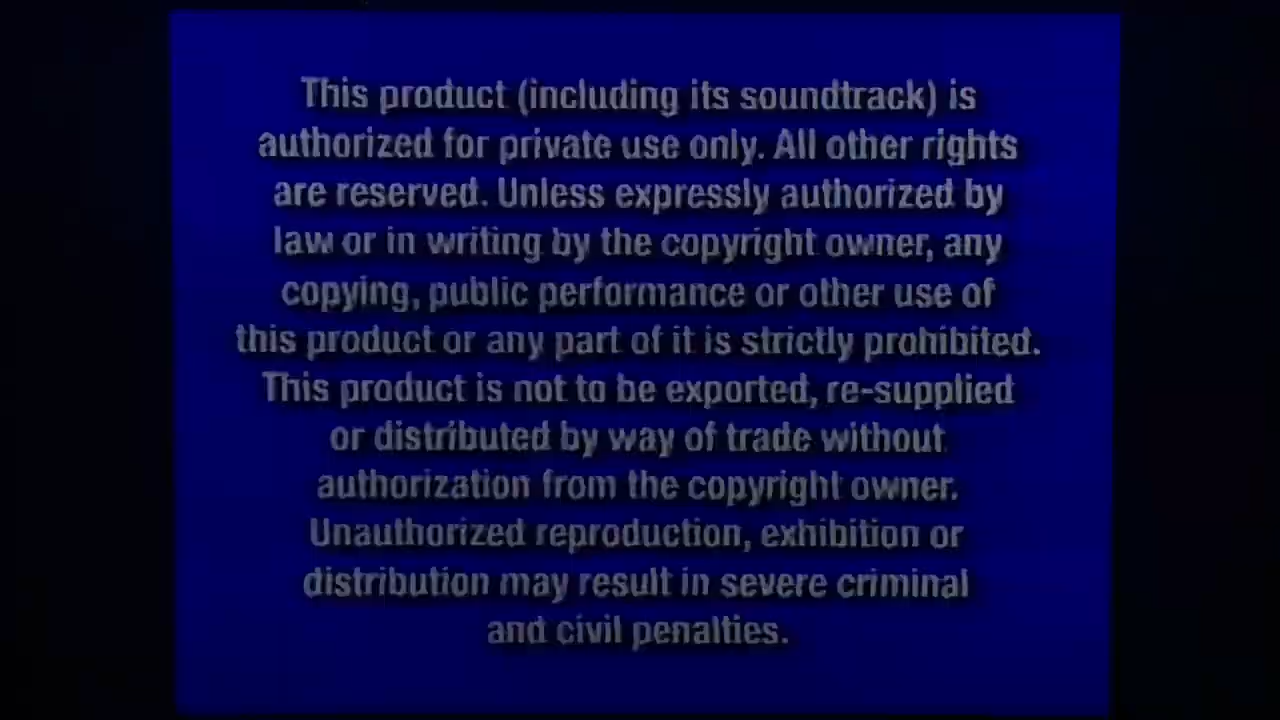 This product (including its soundtrack) is
authorized for private use only. All other rights
are reserved. Unless expressly authorized by
law or in writing by the copyright owner, any
copying, public performance or other use of
this product or any part of it is strictly prohibited.
This product is not to be exported, re-supplied
or distributed by way of trade without
authorization from the copyright owner.
Unauthorized reproduction, exhibition or
distribution may result in severe criminal
and civil penalties.